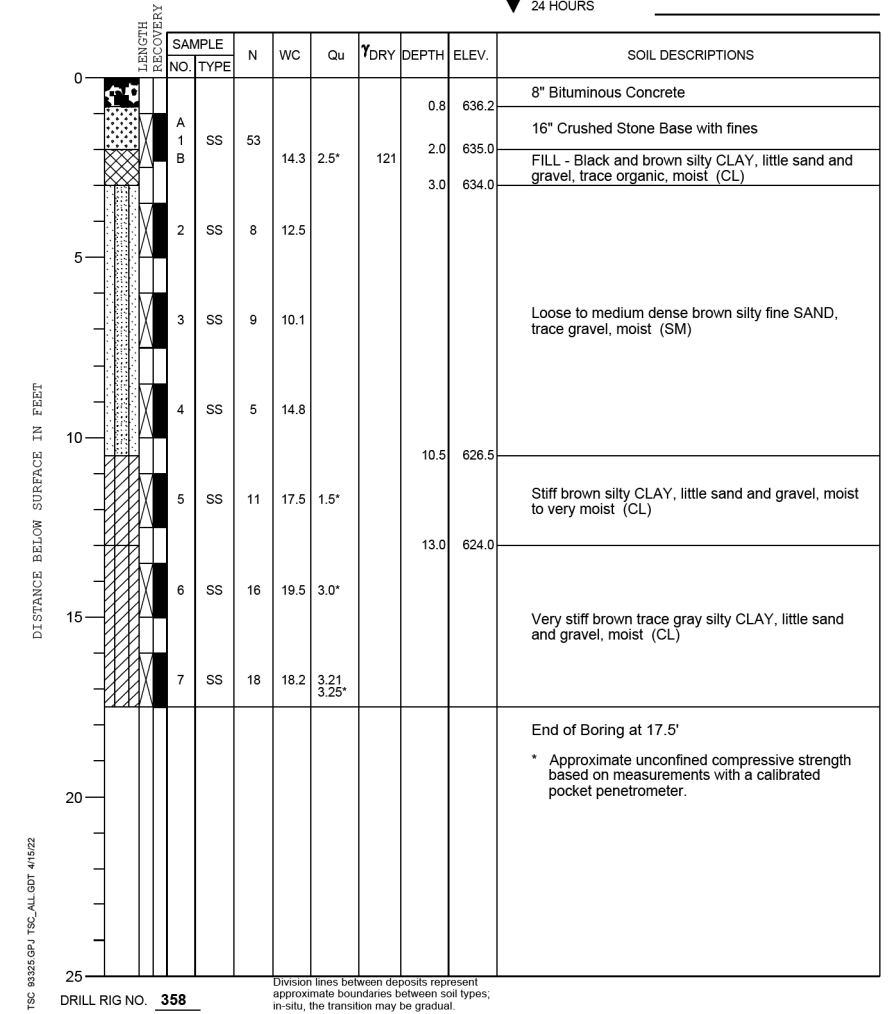 24 HOURS
LENGTH
RECOVERY
SAMPLE
NO. TYPE
N
WC
Qu
γDRY
DEPTH
ELEV.
SOIL DESCRIPTIONS
0
8" Bituminous Concrete
0.8 636.2
A
1 SS 53
B 14.3 2.5* 121
16" Crushed Stone Base with fines
2.0 635.0
FILL - Black and brown silty CLAY, little sand and
gravel, trace organic, moist (CL)
3.0 634.0
2 SS 8 12.5
5
3 SS 9 10.1
Loose to medium dense brown silty fine SAND,
trace gravel, moist (SM)
4 SS 5 14.8
10
10.5 626.5
5 SS 11 17.5 1.5*
Stiff brown silty CLAY, little sand and gravel, moist
to very moist (CL)
13.0 624.0
6 SS 16 19.5 3.0*
15
Very stiff brown trace gray silty CLAY, little sand
and gravel, moist (CL)
7 SS 18 18.2 3.21
3.25*
End of Boring at 17.5'
* Approximate unconfined compressive strength
based on measurements with a calibrated
pocket penetrometer.
20
25
DISTANCE BELOW SURFACE IN FEET
TSC 93325.GPJ TSC_ALL.GDT 4/15/22
DRILL RIG NO. 358
Division lines between deposits represent
approximate boundaries between soil types;
in-situ, the transition may be gradual.